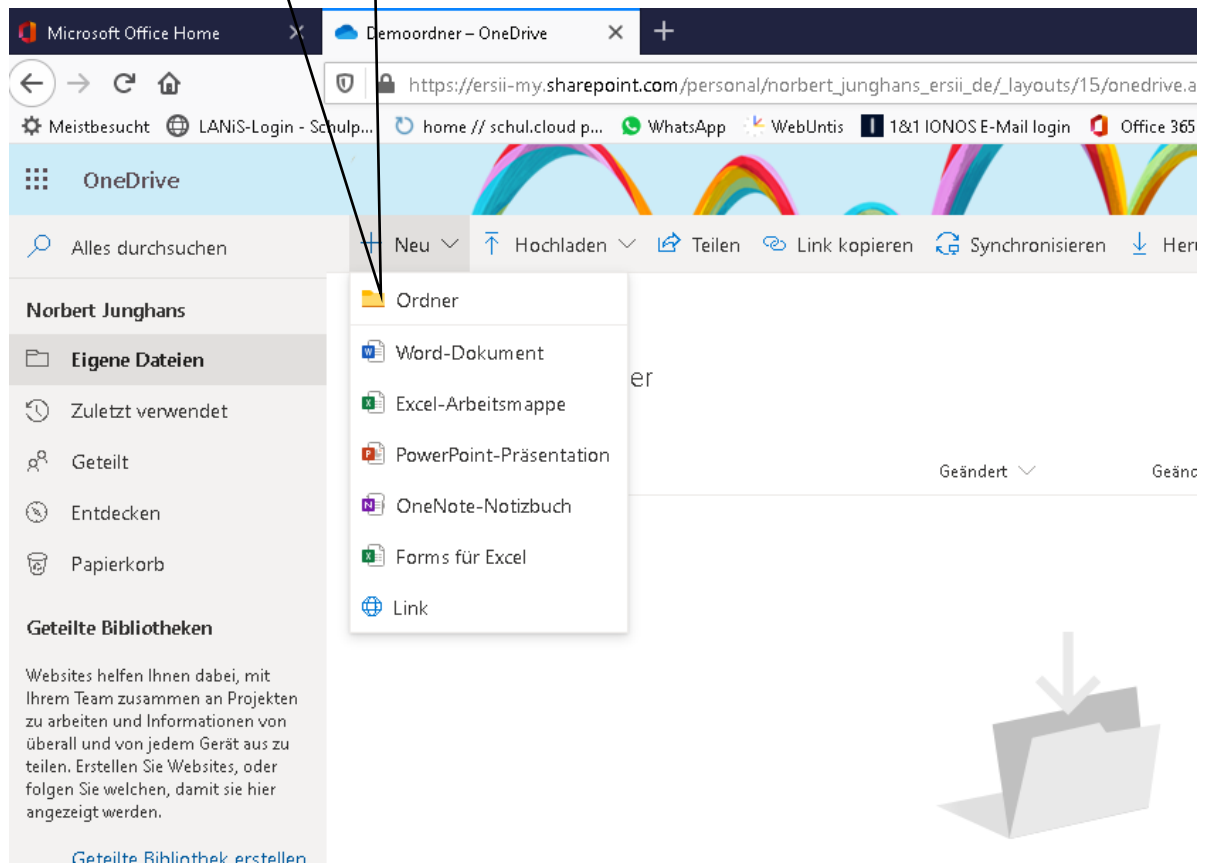 Microsoft Office Home
Demoordner – OneDrive
https://ersii-my.sharepoint.com/personal/norbert_junghans_ersii_de/_layouts/15/onedrive.a
Meistbesucht LANiS-Login - Schulp... home // schul.cloud p... WhatsApp WebUntis 1&1 IONOS E-Mail login Office 365
OneDrive
Alles durchsuchen
+ Neu Hochladen Teilen Link kopieren Synchronisieren Her
Norbert Junghans
Eigene Dateien
Zuletzt verwendet
Geteilt
Entdecken
Papierkorb
Geteilte Bibliotheken
Websites helfen Ihnen dabei, mit
Ihrem Team zusammen an Projekten
zu arbeiten und Informationen von
überall und von jedem Gerät aus zu
teilen. Erstellen Sie Websites, oder
folgen Sie welchen, damit sie hier
angezeigt werden.
Geteilte Bibliothek erstellen
Ordner
Word-Dokument
Excel-Arbeitsmappe
PowerPoint-Präsentation
OneNote-Notizbuch
Forms für Excel
Link
er
Geändert Geänd